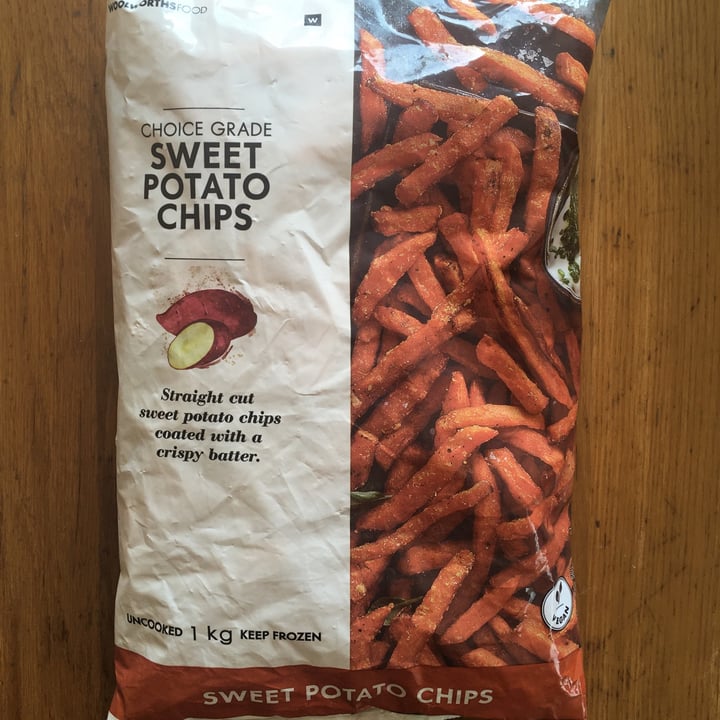 WOOLWORTHSFOOD
W
CHOICE GRADE
SWEET
POTATO
CHIPS
Straight cut
sweet potato chips
coated with a
crispy batter.
VEGAN
UNCOOKED 1 kg KEEP FROZEN
SWEET POTATO CHIPS